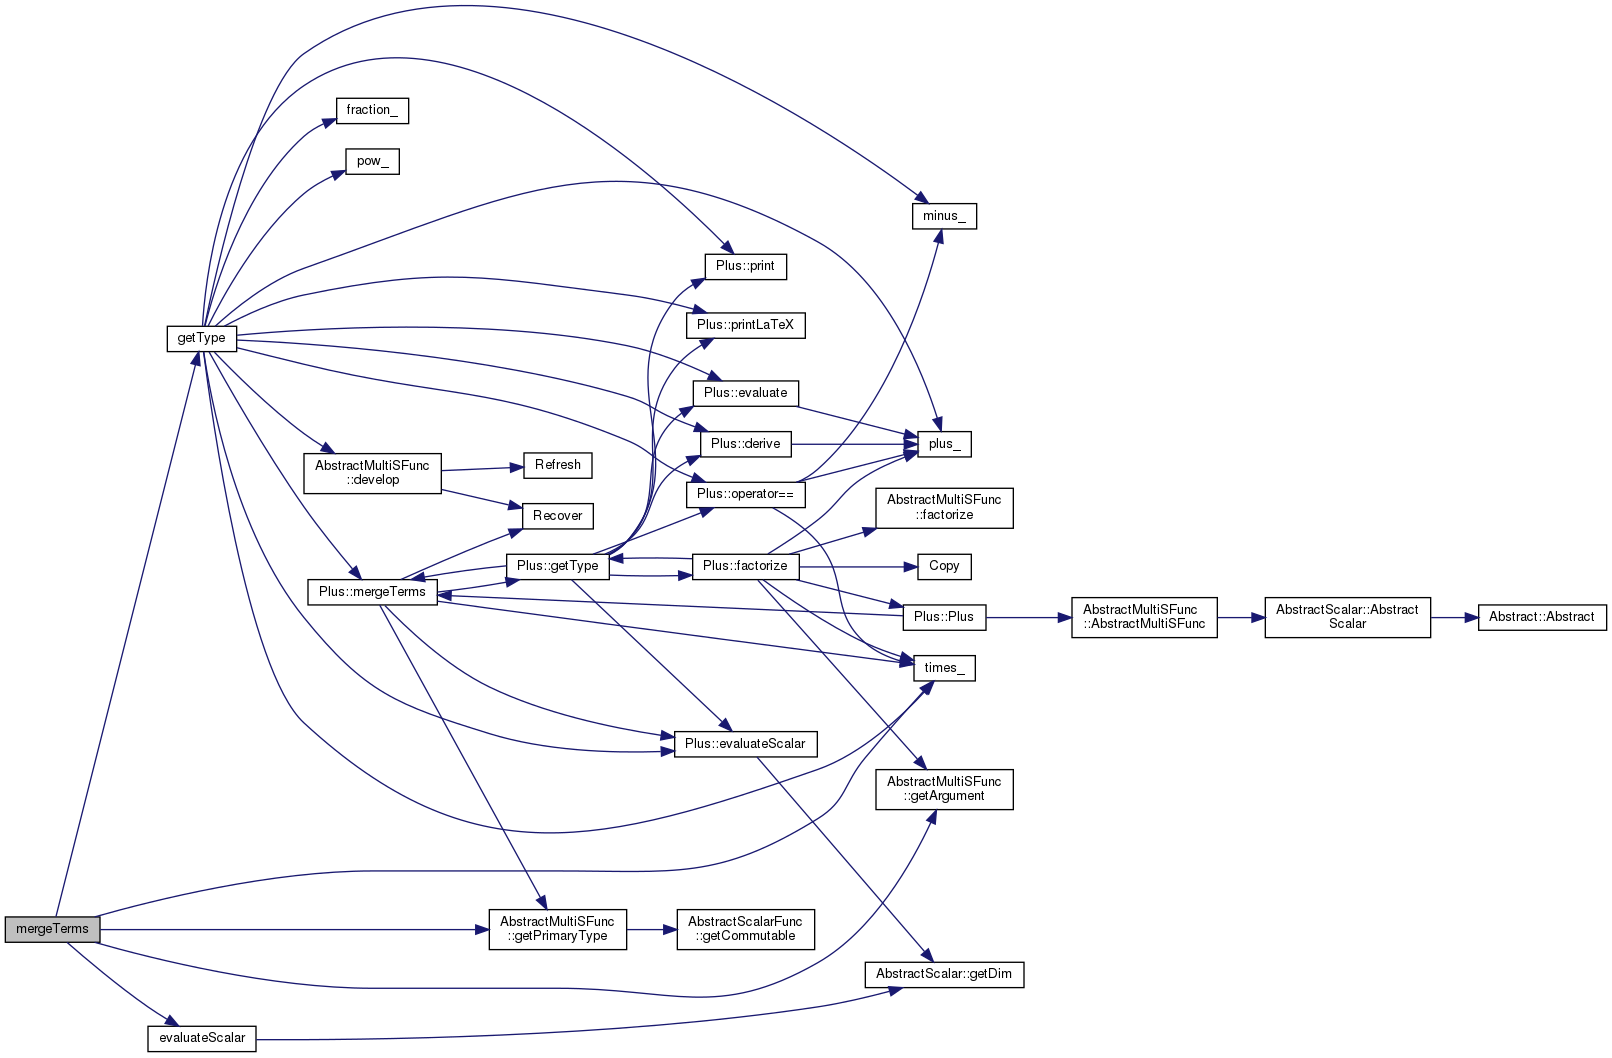 fraction_
pow_
minus_
Plus::print
Plus::printLaTeX
getType
Plus::evaluate
Plus::derive
plus_
AbstractMultiSFunc
::develop
Refresh
Plus::operator==
Recover
AbstractMultiSFunc
::factorize
Plus::getType
Plus::factorize
Copy
Plus::mergeTerms
Plus::Plus
AbstractMultiSFunc
::AbstractMultiSFunc
AbstractScalar::Abstract
Scalar
Abstract::Abstract
times_
Plus::evaluateScalar
AbstractMultiSFunc
::getArgument
mergeTerms
AbstractMultiSFunc
::getPrimaryType
AbstractScalarFunc
::getCommutable
AbstractScalar::getDim
evaluateScalar